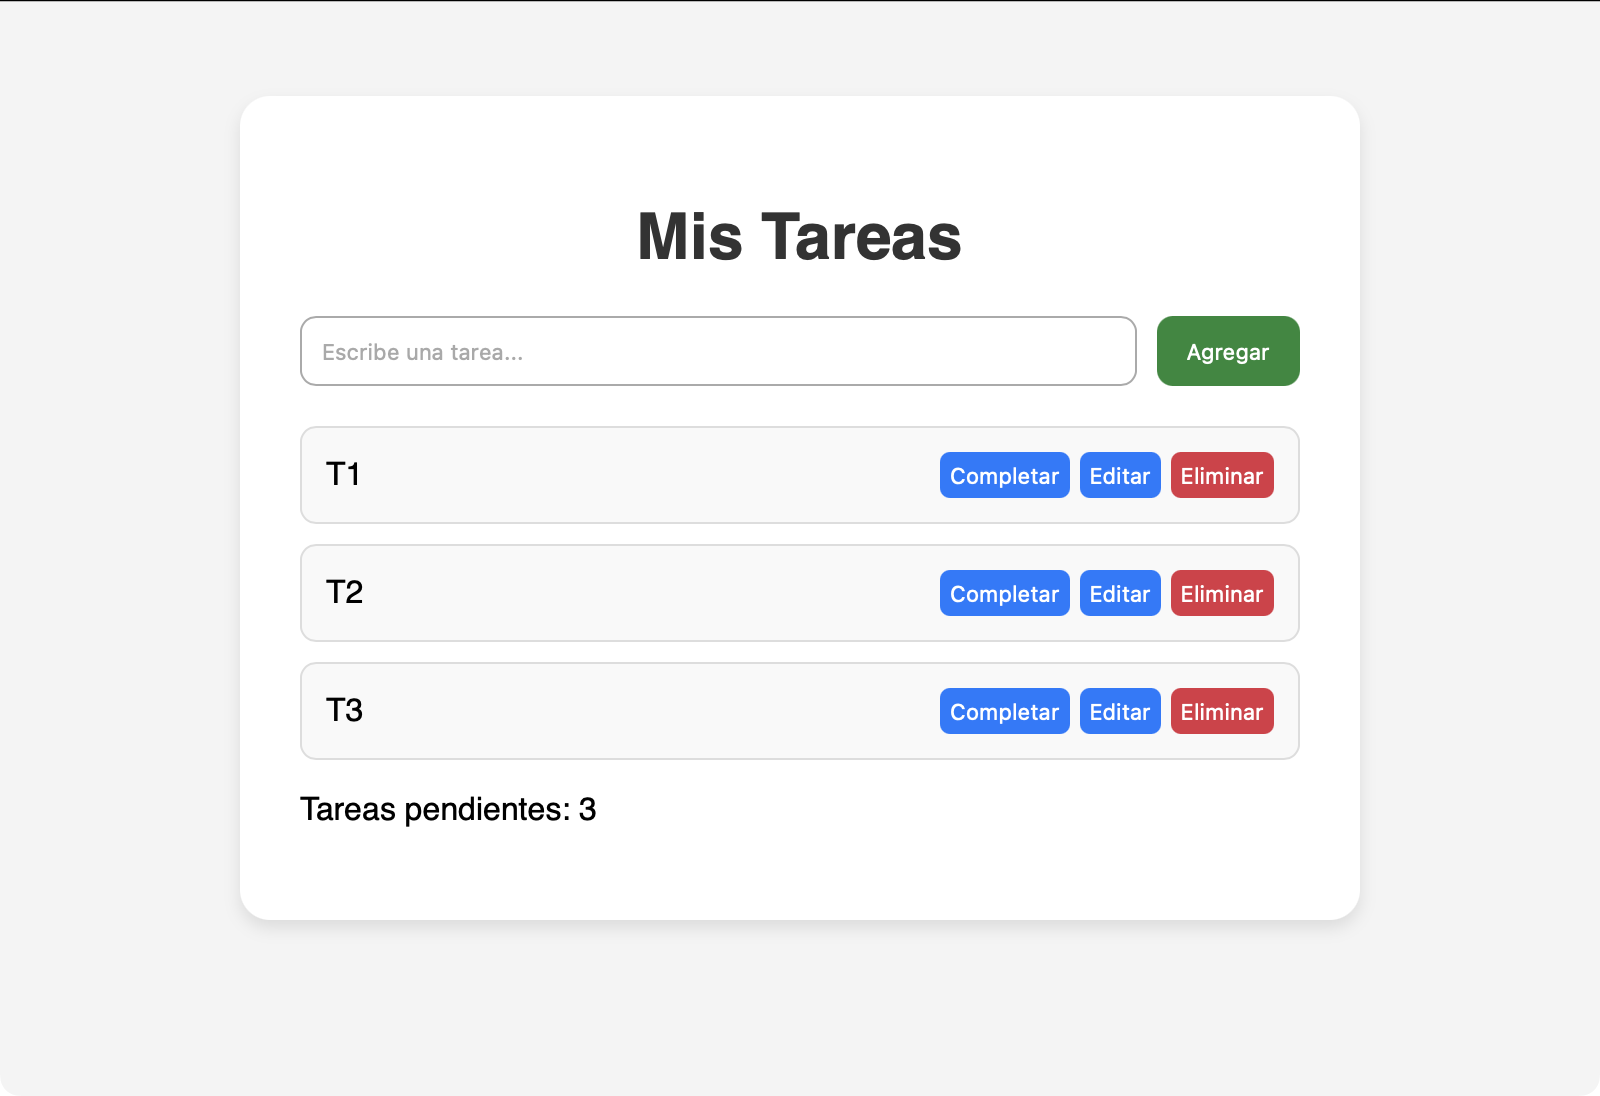 Mis Tareas
Escribe una tarea...
Agregar
T1
Completar
Editar
Eliminar
T2
Completar
Editar
Eliminar
T3
Completar
Editar
Eliminar
Tareas pendientes: 3